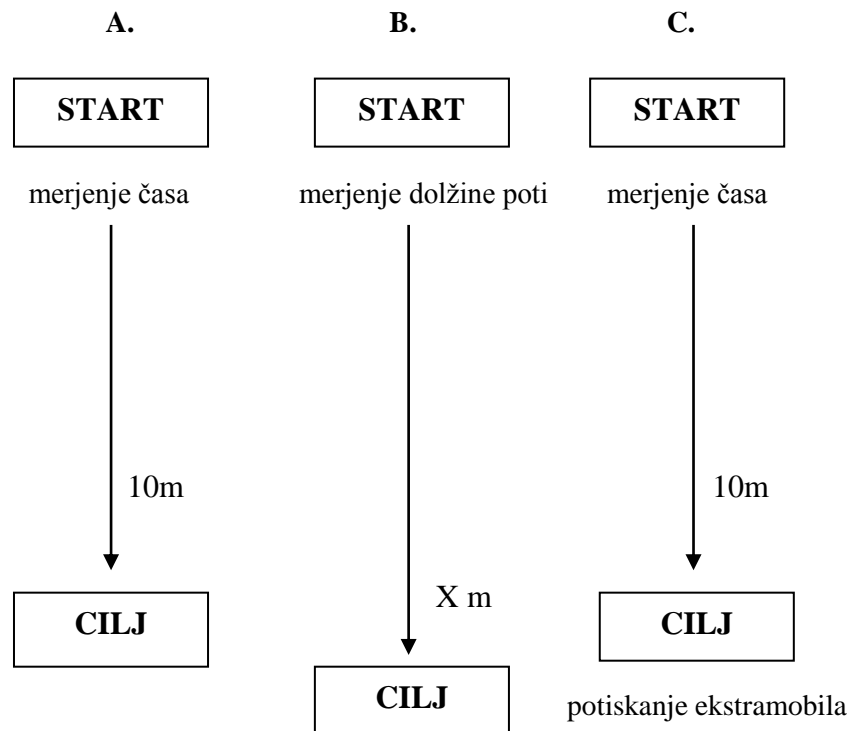 A.
B.
C.
START
START
START
merjenje časa
merjenje dolžine poti
merjenje časa
10m
10m
X m
CILJ
CILJ
CILJ
potiskanje ekstramobila